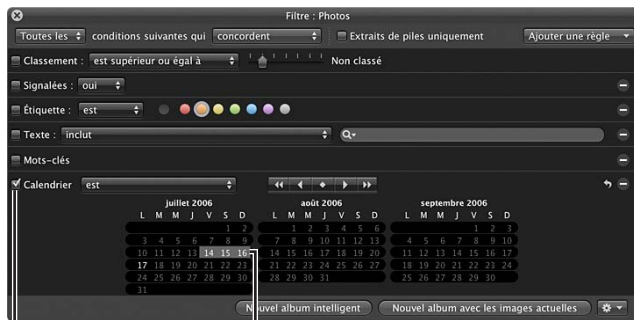 Filtre : Photos
Toutes les conditions suivantes qui concordent Extraits de piles uniquement Ajouter une règle
Classement : est supérieur ou égal à Non classé
Signalées : oui
Étiquette : est
Texte : inclut
Mots-clés
Calendrier est
juillet 2006 août 2006 septembre 2006
L M M J V S D L M M J V S D L M M J V S D
1 2 1 2 3 4 5 6 1 2 3
3 4 5 6 7 8 9 7 8 9 10 11 12 13 4 5 6 7 8 9 10
10 11 12 13 14 15 16 14 15 16 17 18 19 20 11 12 13 14 15 16 17
17 18 19 20 21 22 23 21 22 23 24 25 26 27 18 19 20 21 22 23 24
24 25 26 27 28 29 30 28 29 30 31 25 26 27 28 29 30
31
Nouvel album intelligent Nouvel album avec les images actuelles